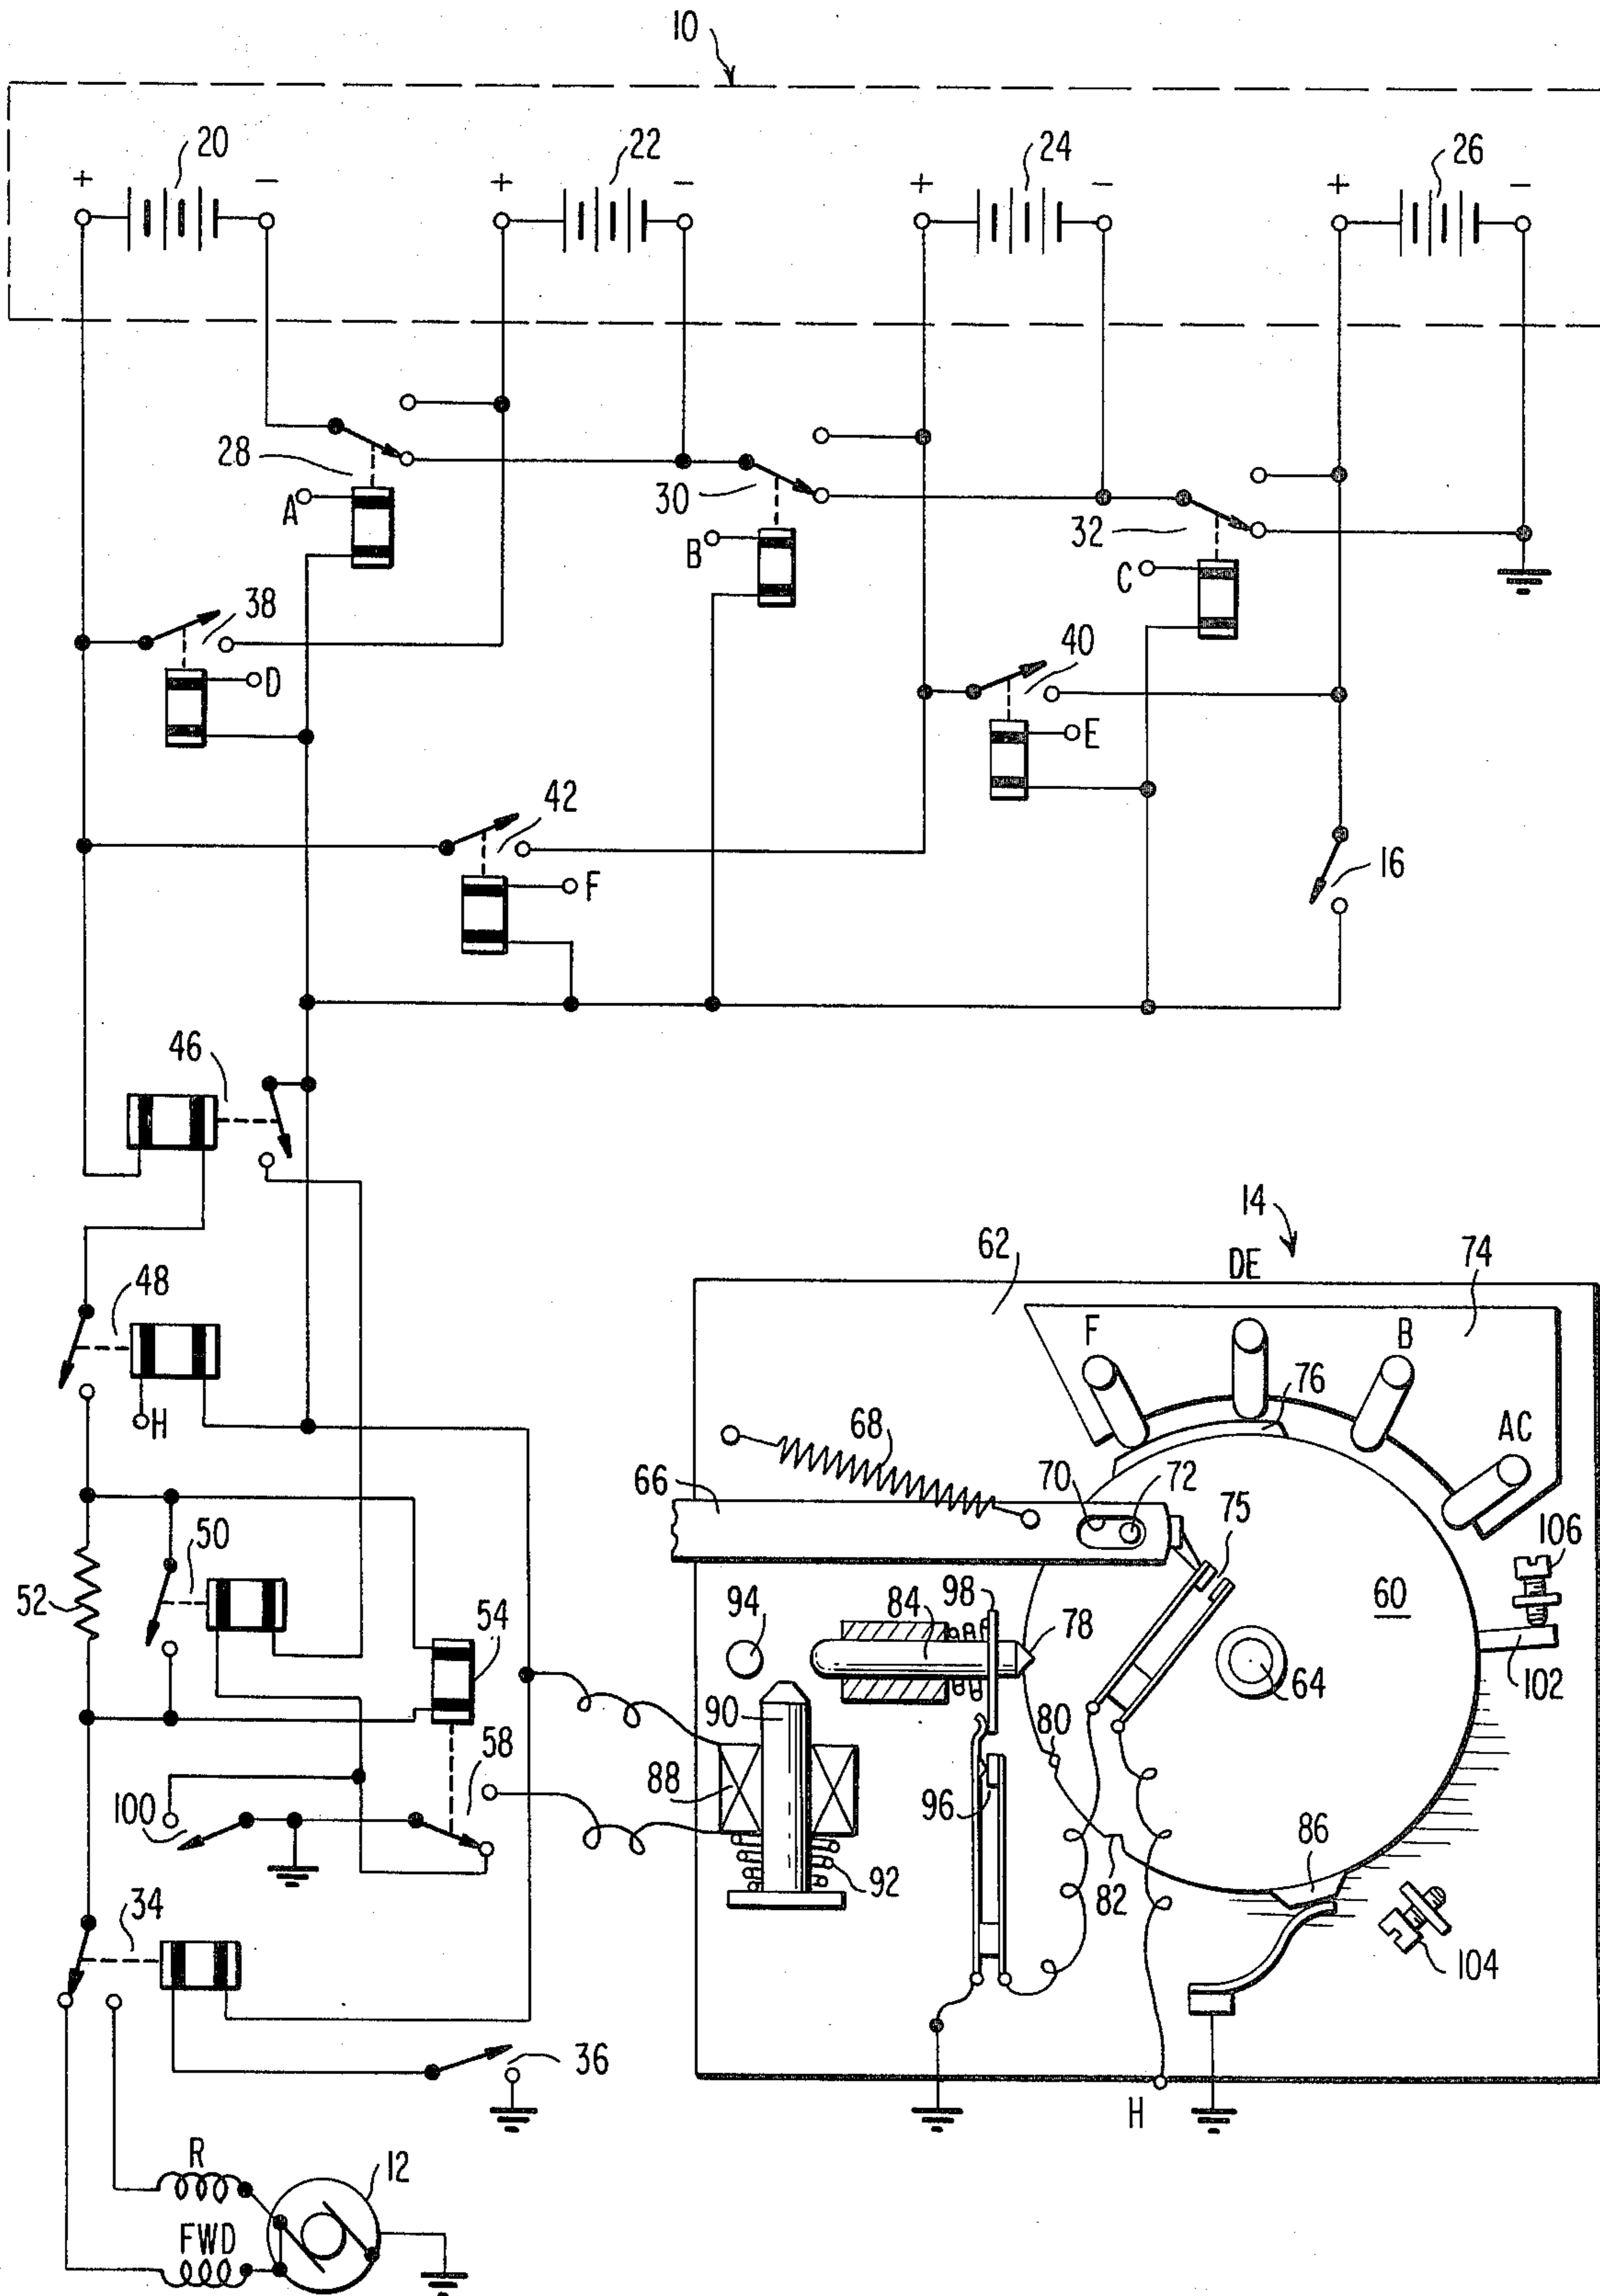 10
20 22 24 26
+ − + − + − + −
28 30 32
A B C
38 40
D E
42 16
F
46
14
DE
62 74
48
F B
76
H
68 AC
66 70 72 75
106
50
52 98 60
94 84 78
54
102
64
90 80
58
88
100 96 86
92 82
34
104
36
H
R 12
FWD